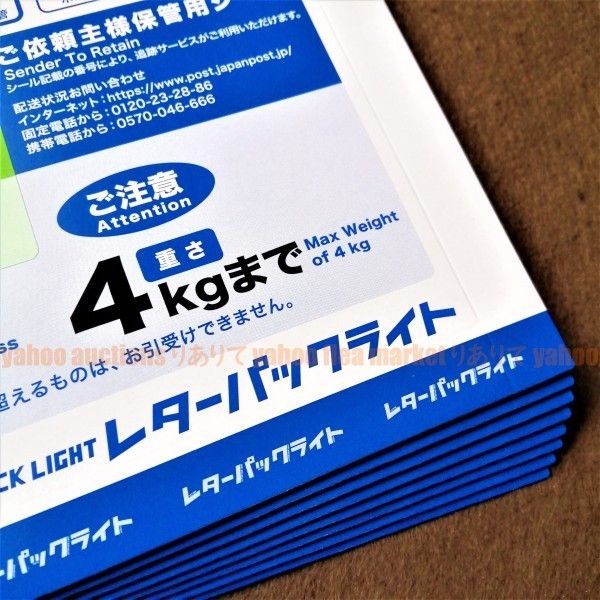 ご依頼主様保管用シ
Sender To Retain
シール記載の番号により、追跡サービスがご利用いただけます。
配送状況お問い合わせ
インターネット:https://www.post.japanpost.jp/
固定電話から:0120-23-28-86
携帯電話から:0570-046-666
ご注意
Attention
重さ
4kgまで
Max Weight
of 4 kg
ss
超えるものは、お引受けできません。
yahoo auctions りありて yahoo flea market りありて yahoo
CK LIGHT レターパックライト
レターパックライト
レターパックライト
ーパックライト